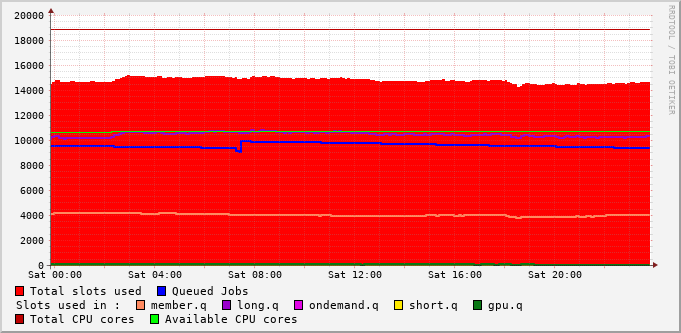 20000
18000
16000
14000
12000
10000
8000
6000
4000
2000
0
Sat 00:00 Sat 04:00 Sat 08:00 Sat 12:00 Sat 16:00 Sat 20:00
RRDTOOL / TOBI OETIKER
Total slots used Queued Jobs
Slots used in : member.q long.q ondemand.q short.q gpu.q
Total CPU cores Available CPU cores